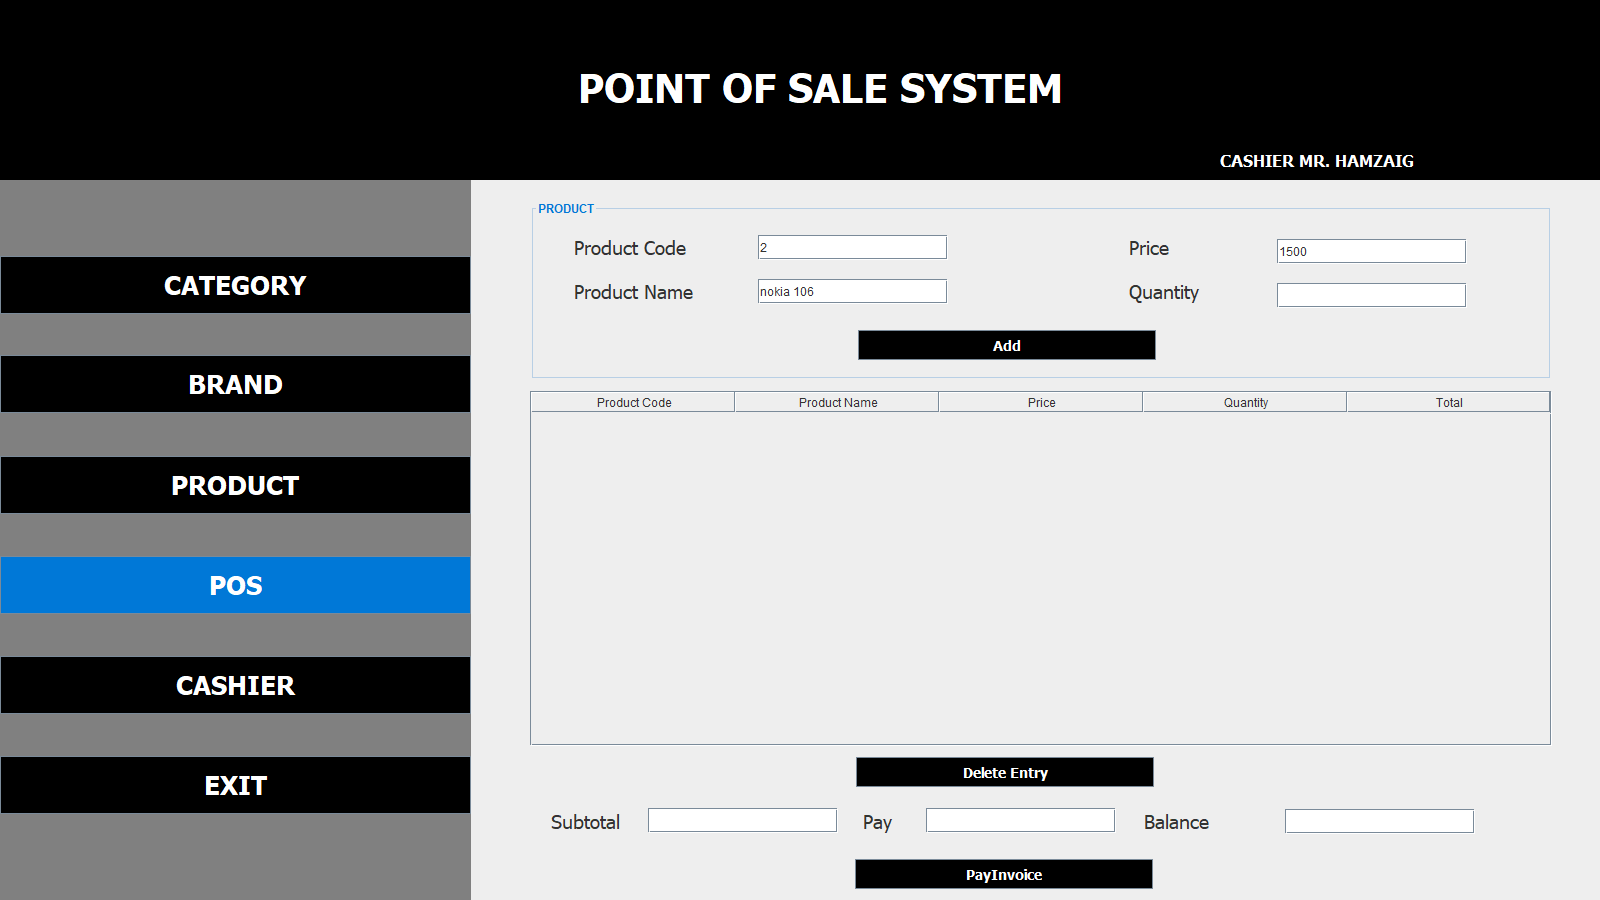 POINT OF SALE SYSTEM
CASHIER MR. HAMZAIG
CATEGORY
BRAND
PRODUCT
POS
CASHIER
EXIT
PRODUCT
Product Code 2 Price 1500
Product Name nokia 106 Quantity
Add
Product Code Product Name Price Quantity Total
Delete Entry
Subtotal Pay Balance
PayInvoice